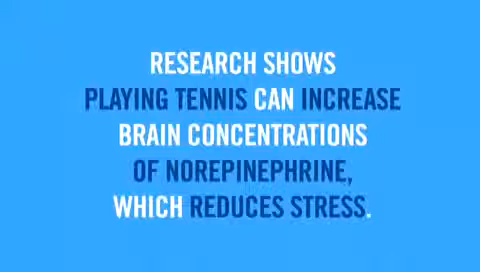 RESEARCH SHOWS
PLAYING TENNIS CAN INCREASE
BRAIN CONCENTRATIONS
OF NOREPINEPHRINE,
WHICH REDUCES STRESS.